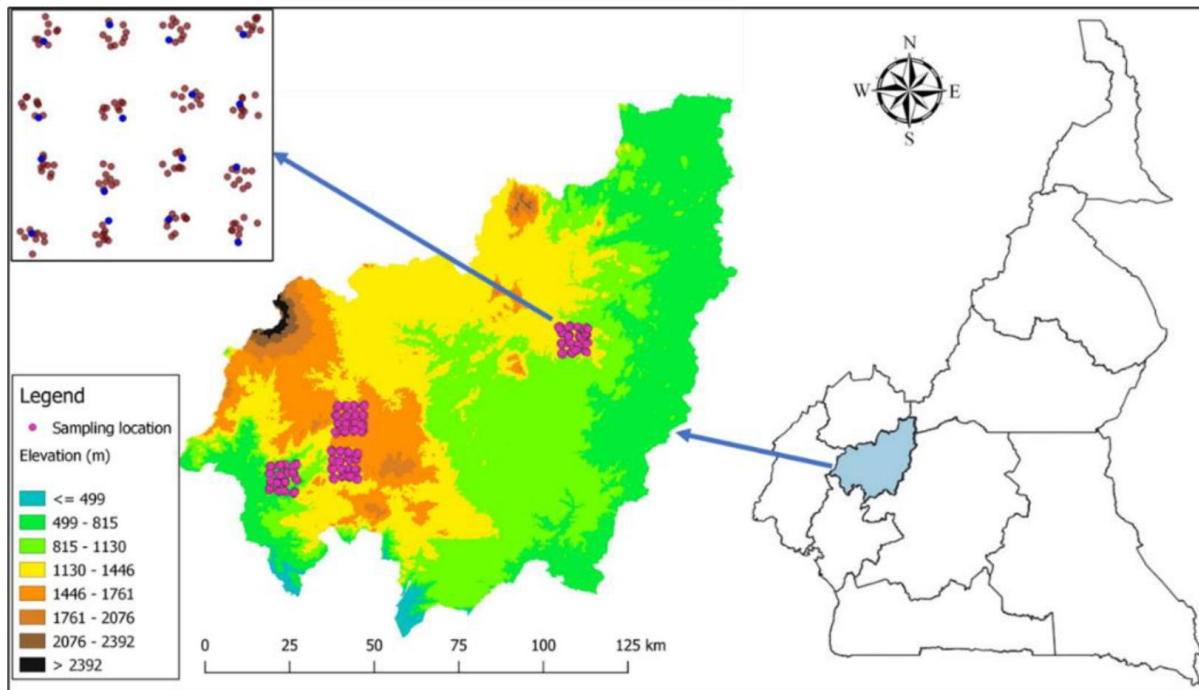 N
W E
S
Legend
Sampling location
Elevation (m)
<= 499
499 - 815
815 - 1130
1130 - 1446
1446 - 1761
1761 - 2076
2076 - 2392
> 2392
0 25 50 75 100 125 km